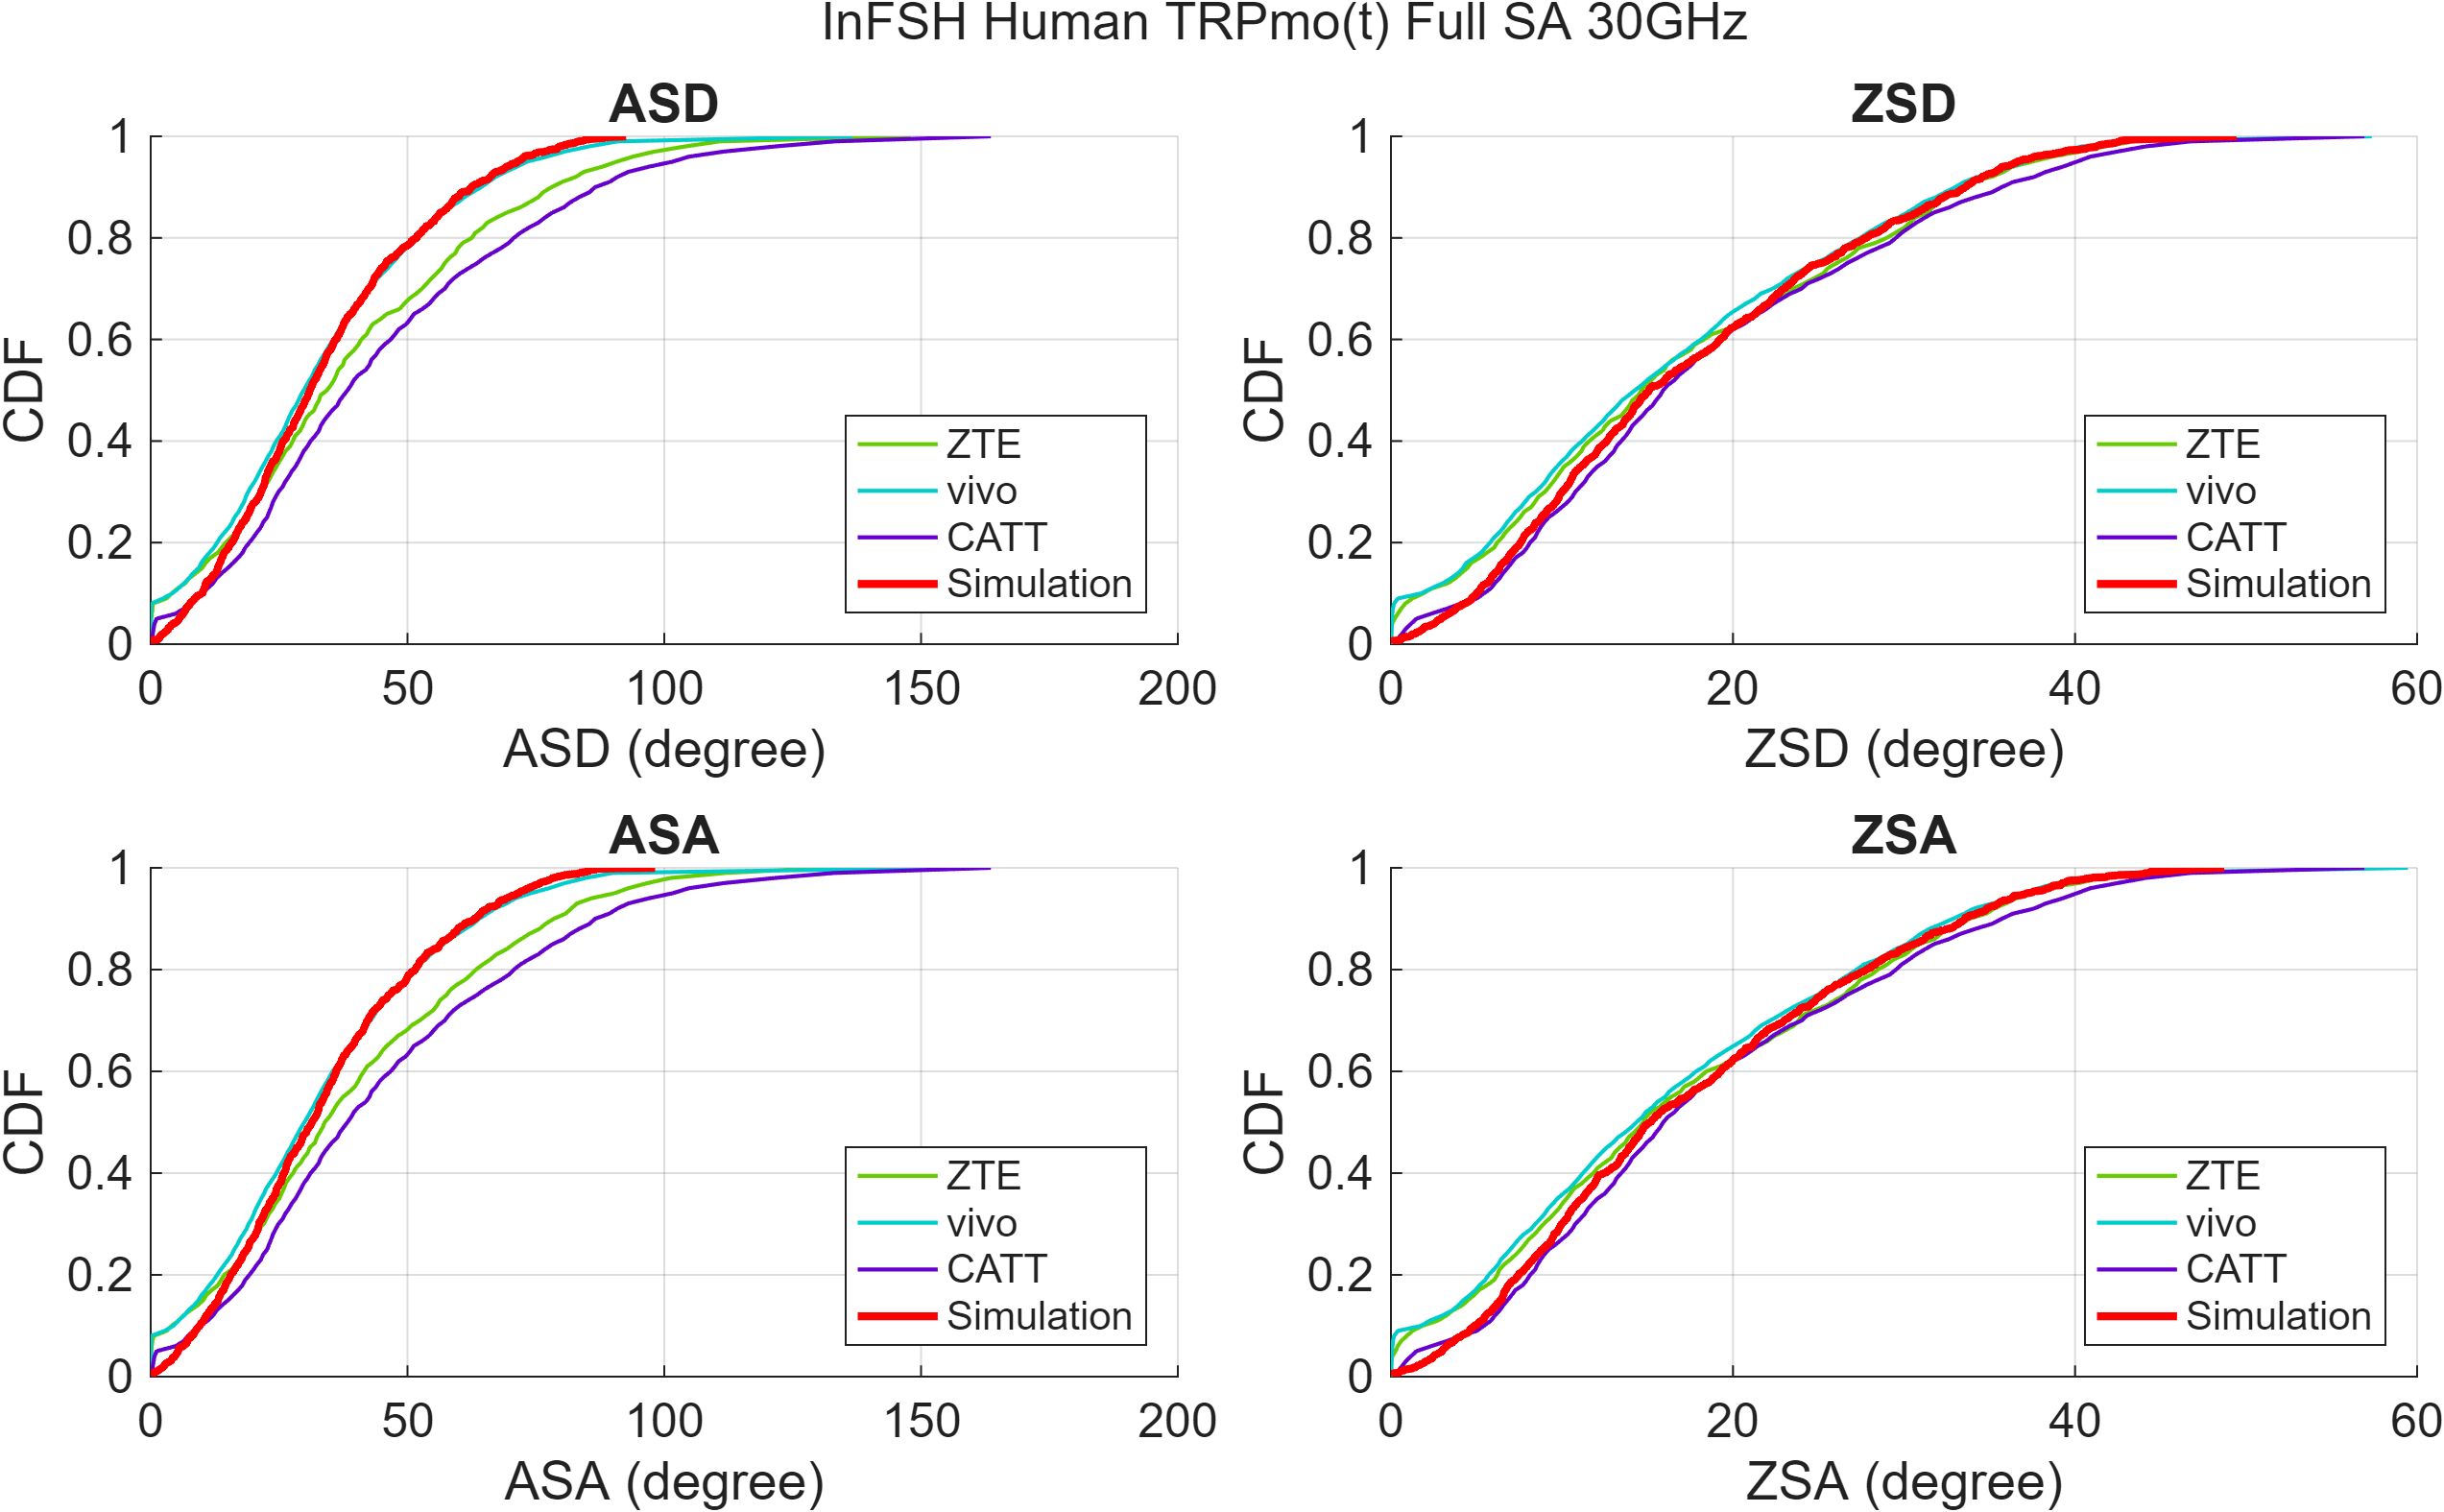 InFSH Human TRPmo(t) Full SA 30GHz
ASD
1
0.8
0.6
0.4
0.2
0
CDF
0 50 100 150 200
ASD (degree)
ZTE
vivo
CATT
Simulation
ZSD
1
0.8
0.6
0.4
0.2
0
CDF
0 20 40 60
ZSD (degree)
ZTE
vivo
CATT
Simulation
ASA
1
0.8
0.6
0.4
0.2
0
CDF
0 50 100 150 200
ASA (degree)
ZTE
vivo
CATT
Simulation
ZSA
1
0.8
0.6
0.4
0.2
0
CDF
0 20 40 60
ZSA (degree)
ZTE
vivo
CATT
Simulation